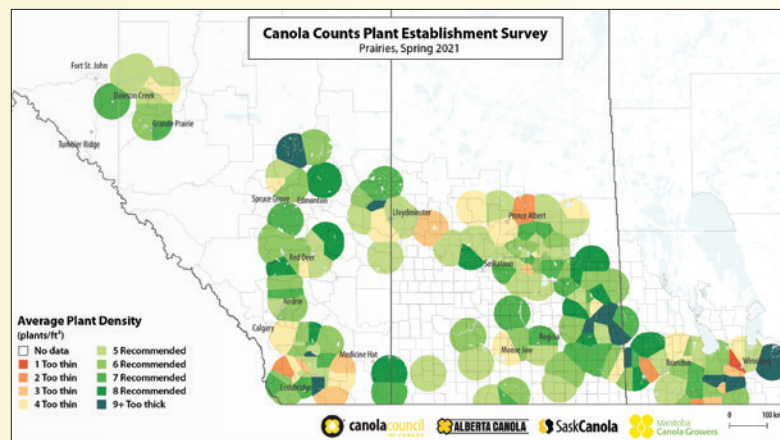 Canola Counts Plant Establishment Survey
Prairies, Spring 2021
Fort St. John
Dawson Creek
Grande Prairie
Tumbler Ridge
Spruce Grove
Edmonton
Lloydminster
Prince Albert
Red Deer
Saskatoon
Airdrie
Calgary
Medicine Hat
Lethbridge
Moose Jaw
Regina
Brandon
Winnipeg
Average Plant Density
(plants/ft²)
No data
1 Too thin
2 Too thin
3 Too thin
4 Too thin
5 Recommended
6 Recommended
7 Recommended
8 Recommended
9+ Too thick
0 100 km
canolacouncil
OF CANADA
ALBERTA CANOLA
SaskCanola
Manitoba
Canola Growers